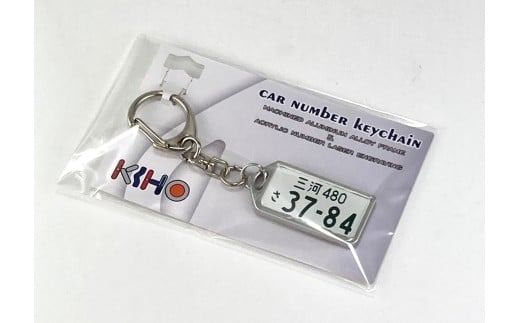 CAR NUMBER KEYCHAIN
MACHINED ALUMINUM ALLOY FRAME
&
ACRYLIC NUMBER LASER ENGRAVING
KIHO
三河 480
さ 37-84